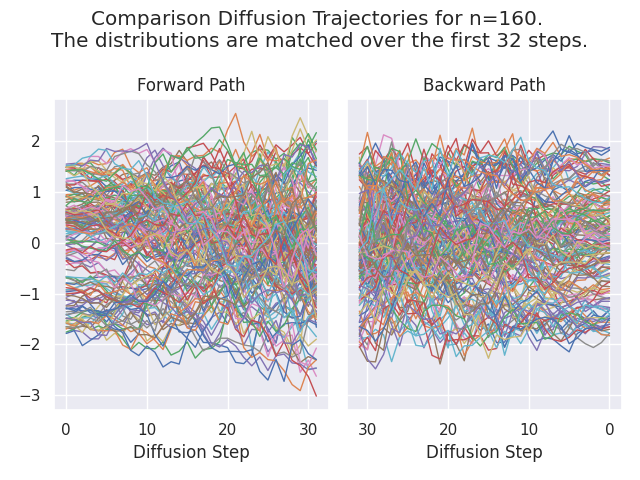 Comparison Diffusion Trajectories for n=160.
The distributions are matched over the first 32 steps.
Forward Path
Backward Path
2
1
0
−1
−2
−3
0 10 20 30
30 20 10 0
Diffusion Step
Diffusion Step